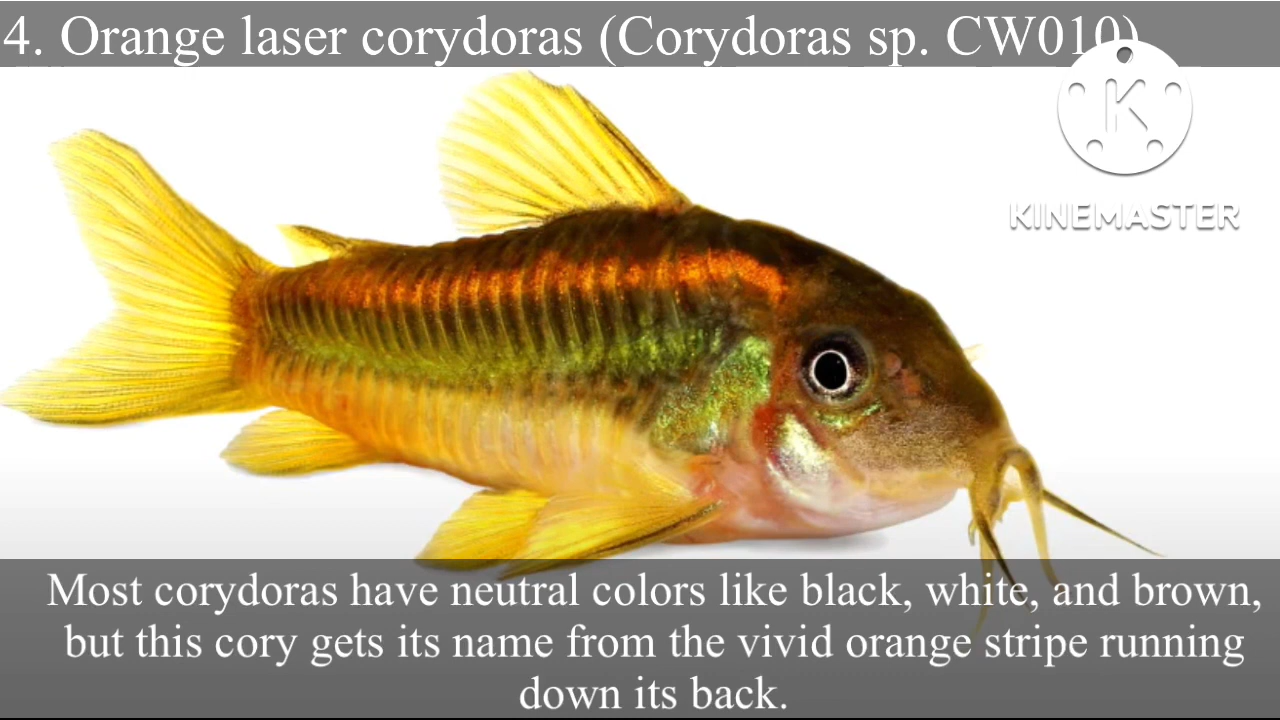 4. Orange laser corydoras (Corydoras sp. CW010)
K
KINEMASTER
Most corydoras have neutral colors like black, white, and brown,
but this cory gets its name from the vivid orange stripe running
down its back.